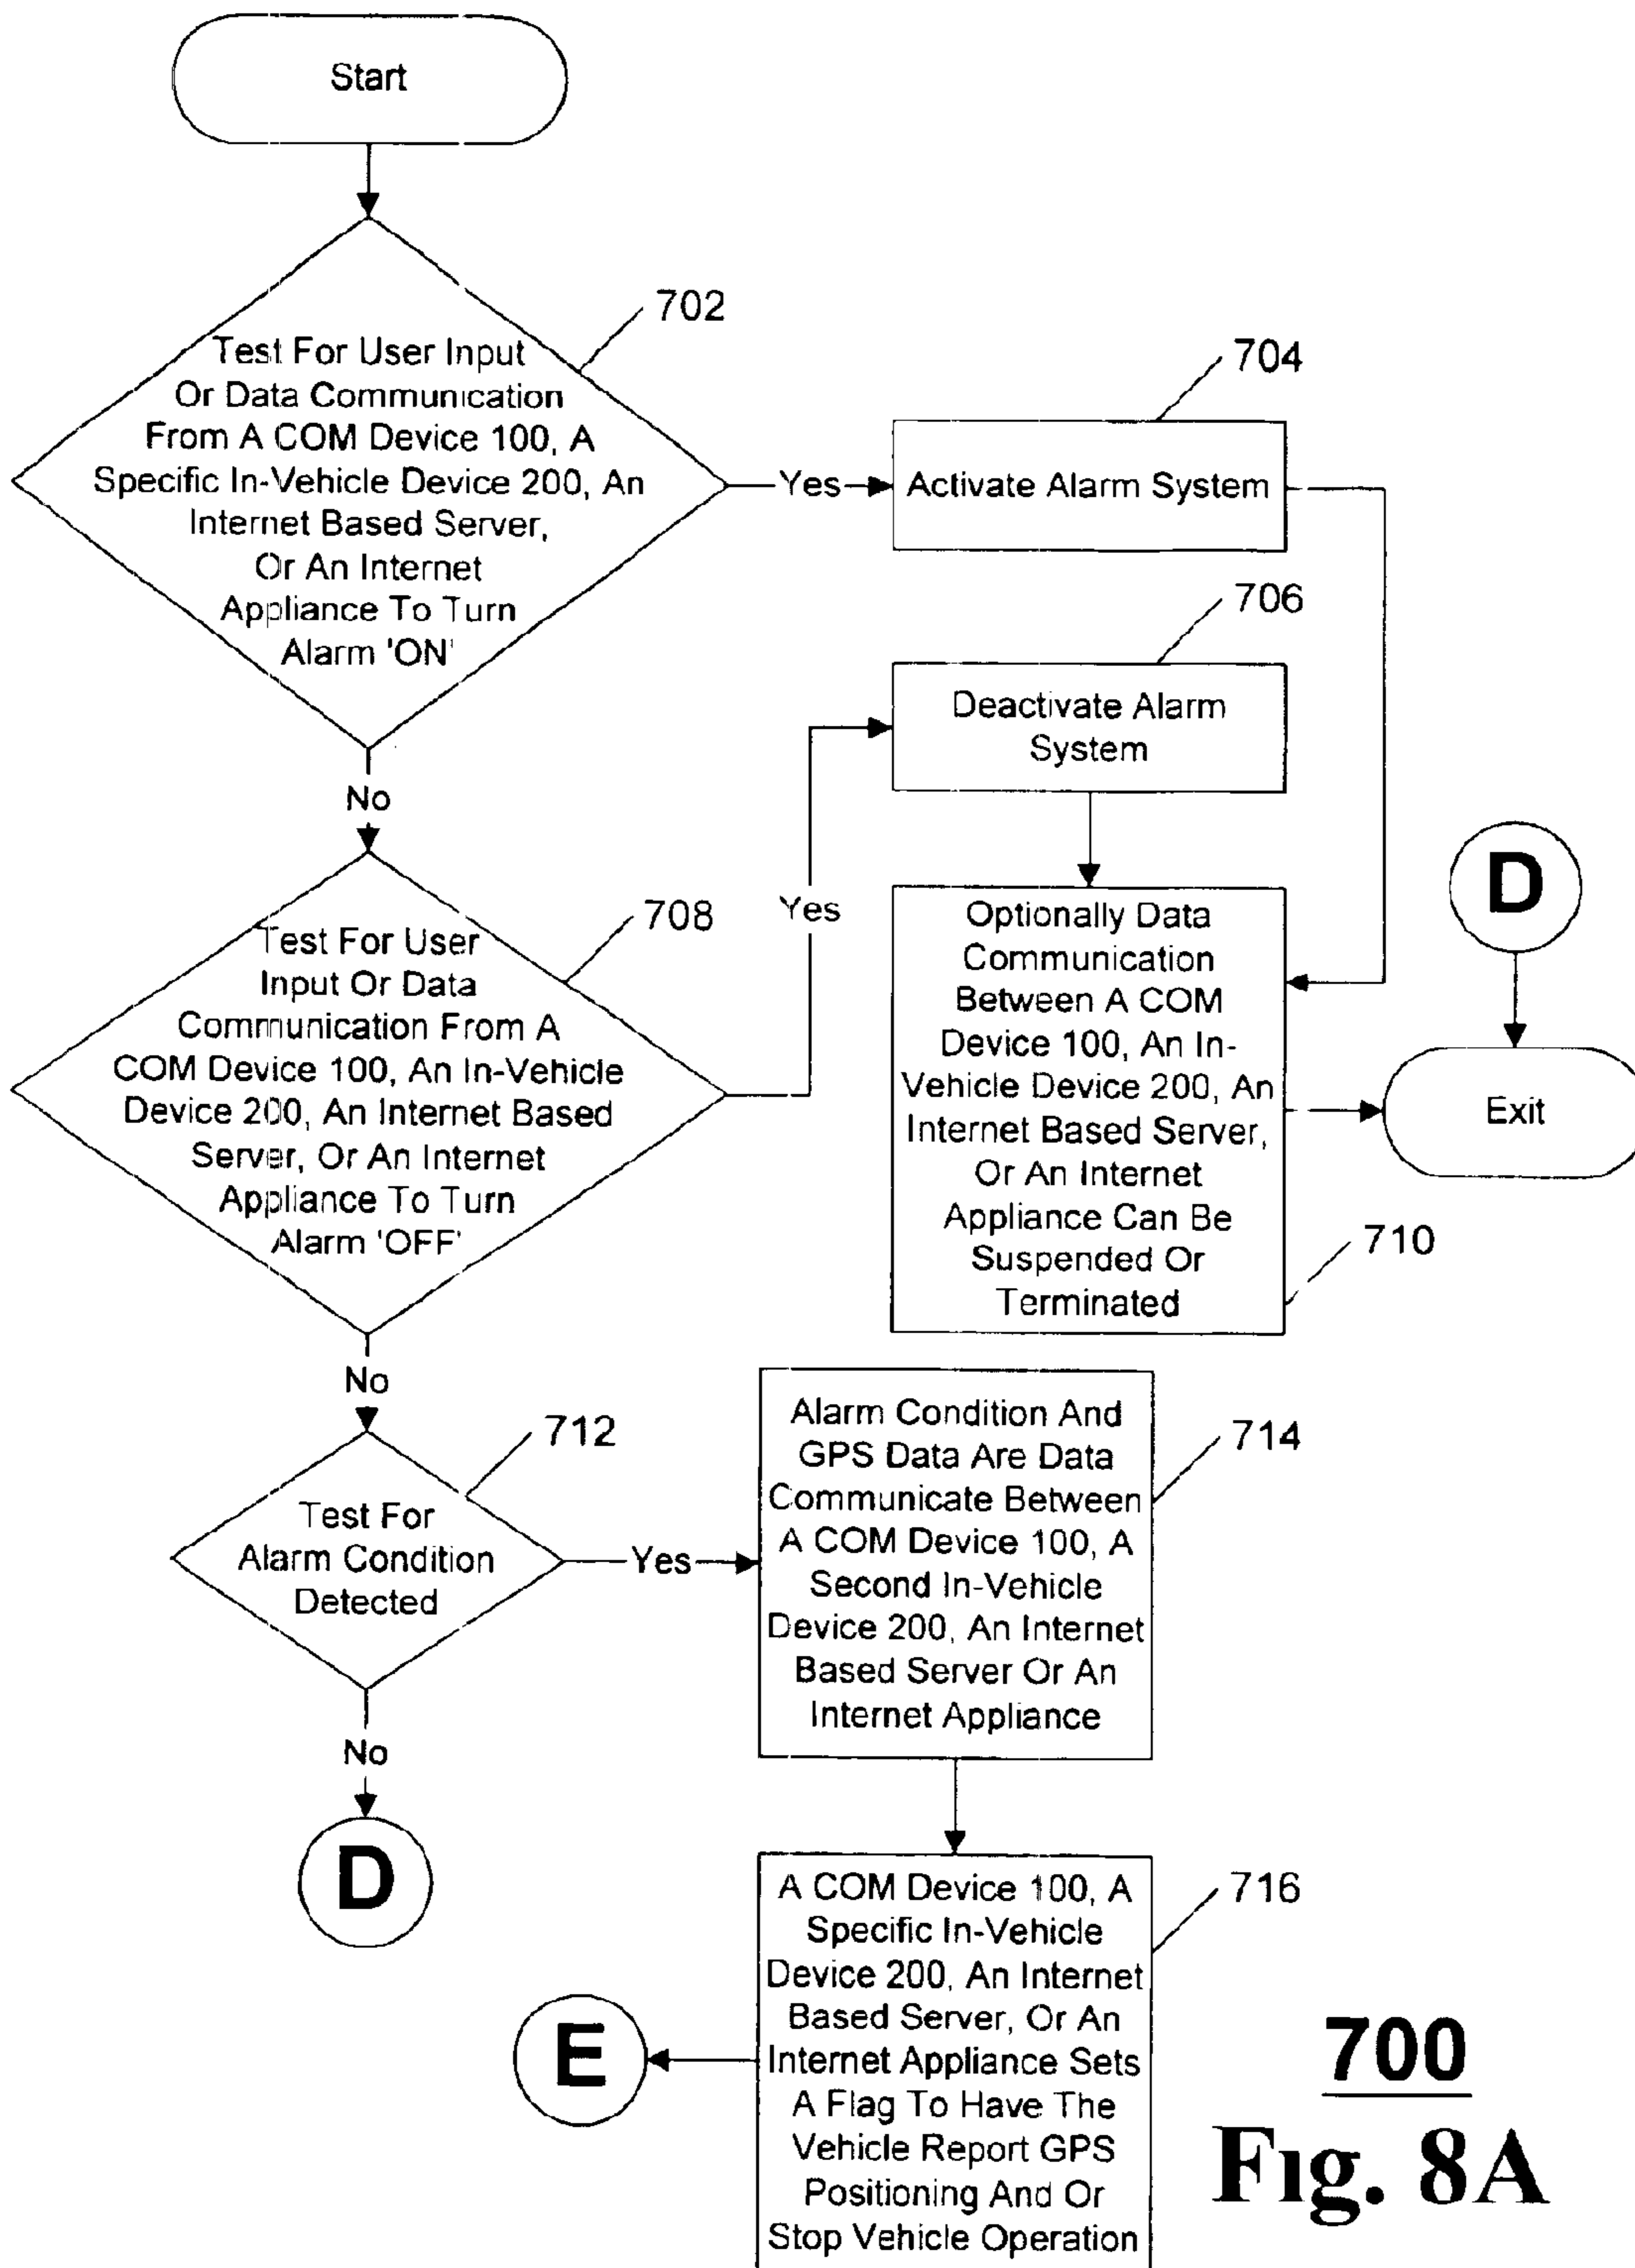 Start
702
Test For User Input
Or Data Communication
From A COM Device 100, A
Specific In-Vehicle Device 200, An
Internet Based Server,
Or An Internet
Appliance To Turn
Alarm 'ON'
Yes
704
Activate Alarm System
706
Deactivate Alarm
System
No
708
Test For User
Input Or Data
Communication From A
COM Device 100, An In-Vehicle
Device 200, An Internet Based
Server, Or An Internet
Appliance To Turn
Alarm 'OFF'
Yes
Optionally Data
Communication
Between A COM
Device 100, An In-
Vehicle Device 200, An
Internet Based Server,
Or An Internet
Appliance Can Be
Suspended Or
Terminated
710
D
Exit
No
712
Test For
Alarm Condition
Detected
Yes
Alarm Condition And
GPS Data Are Data
Communicate Between
A COM Device 100, A
Second In-Vehicle
Device 200, An Internet
Based Server Or An
Internet Appliance
714
No
D
A COM Device 100, A
Specific In-Vehicle
Device 200, An Internet
Based Server, Or An
Internet Appliance Sets
A Flag To Have The
Vehicle Report GPS
Positioning And Or
Stop Vehicle Operation
716
E
700
Fig. 8A